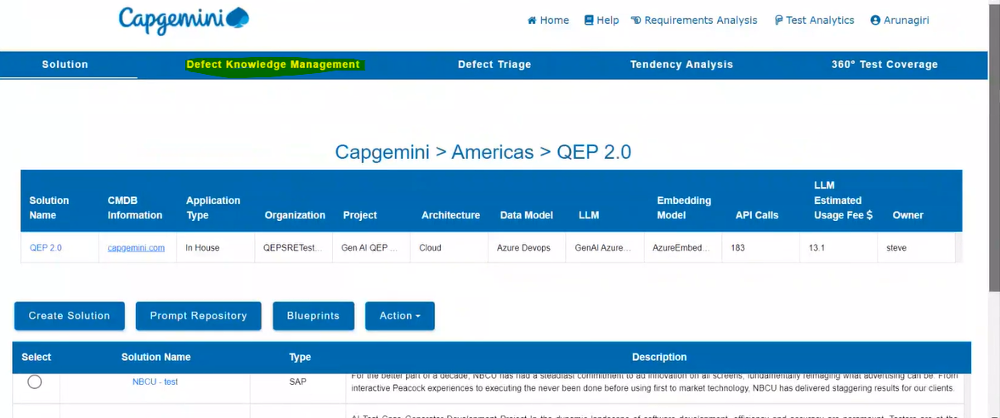 Capgemini
Home Help Requirements Analysis Test Analytics Arunagiri
Solution Defect Knowledge Management Defect Triage Tendency Analysis 360° Test Coverage
Capgemini > Americas > QEP 2.0
Solution Name CMDB Information Application Type Organization Project Architecture Data Model LLM Embedding Model API Calls LLM Estimated Usage Fee $ Owner
QEP 2.0 capgemini.com In House QEPSRETest... Gen AI QEP ... Cloud Azure Devops GenAI Azure... AzureEmbed... 183 13.1 steve
Create Solution Prompt Repository Blueprints Action
Select Solution Name Type Description
NBCU - test SAP For the better part of a decade, NBCU has had a steadfast commitment to ad innovation on all screens, fundamentally reimaging what advertising can be. From
interactive Peacock experiences to executing the never been done before using first to market technology, NBCU has delivered staggering results for our clients.
AI Test Case Generator Development Project In the dynamic landscape of software development, efficiency and accuracy are paramount. Testers are at the